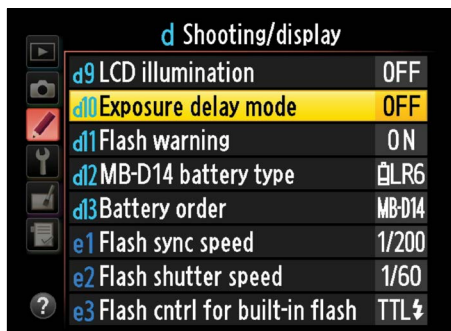 d Shooting/display
d9 LCD illumination OFF
d10 Exposure delay mode OFF
d11 Flash warning ON
d12 MB-D14 battery type LR6
d13 Battery order MB-D14
e1 Flash sync speed 1/200
e2 Flash shutter speed 1/60
? e3 Flash cntrl for built-in flash TTL